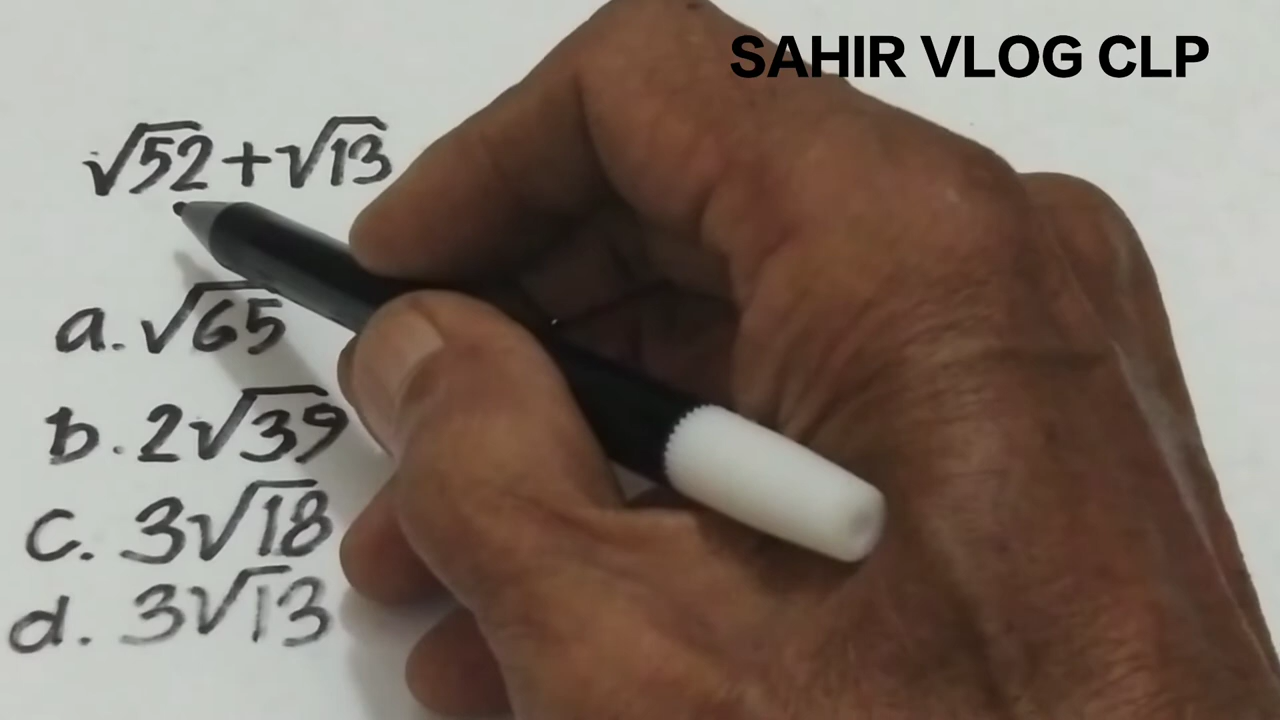 SAHIR VLOG CLP
√52+√13
a. √65
b. 2√39
c. 3√18
d. 3√13